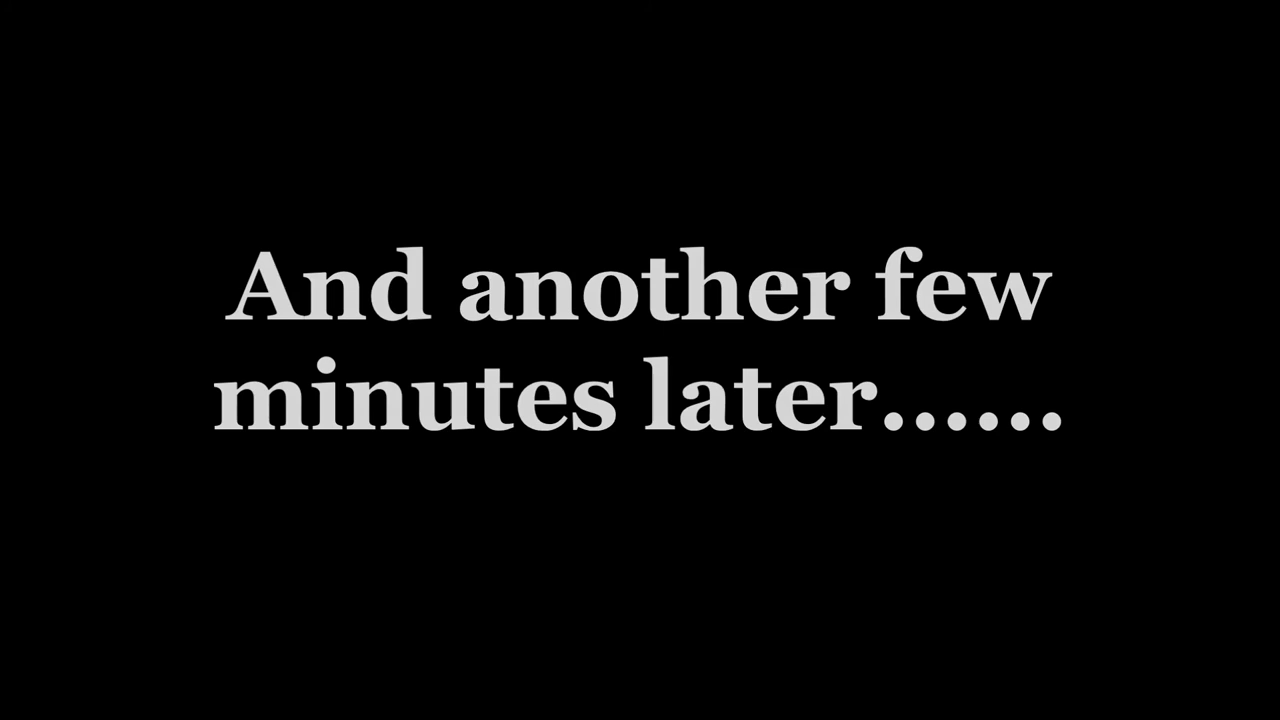 And another few
minutes later......